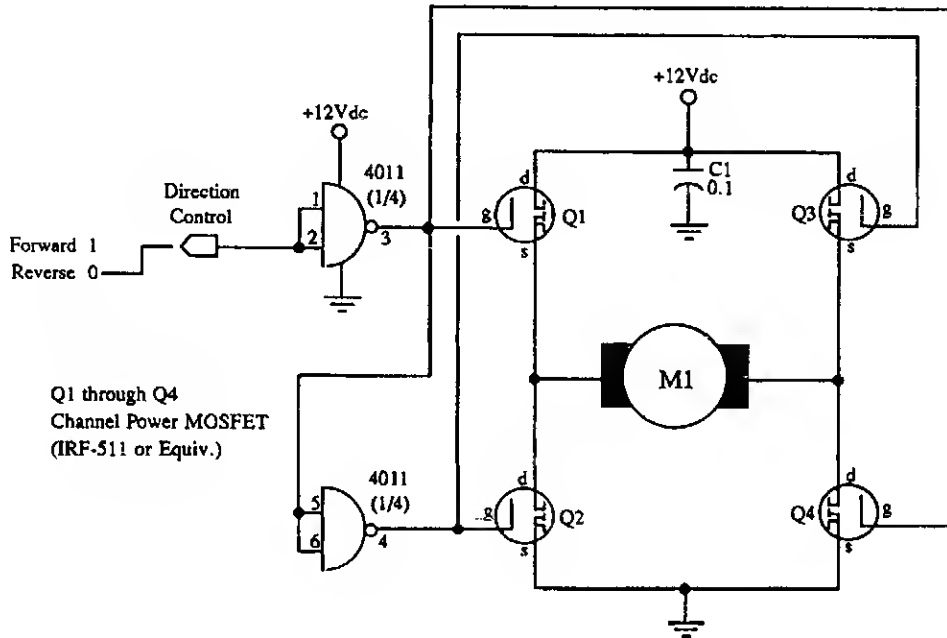 +12Vdc
+12Vdc
4011
(1/4)
Direction
Control
1
2
3
Forward 1
Reverse 0
d
g
Q1
s
C1
0.1
d
Q3
g
s
M1
Q1 through Q4
Channel Power MOSFET
(IRF-511 or Equiv.)
4011
(1/4)
5
6
4
d
g
Q2
s
d
Q4
g
s